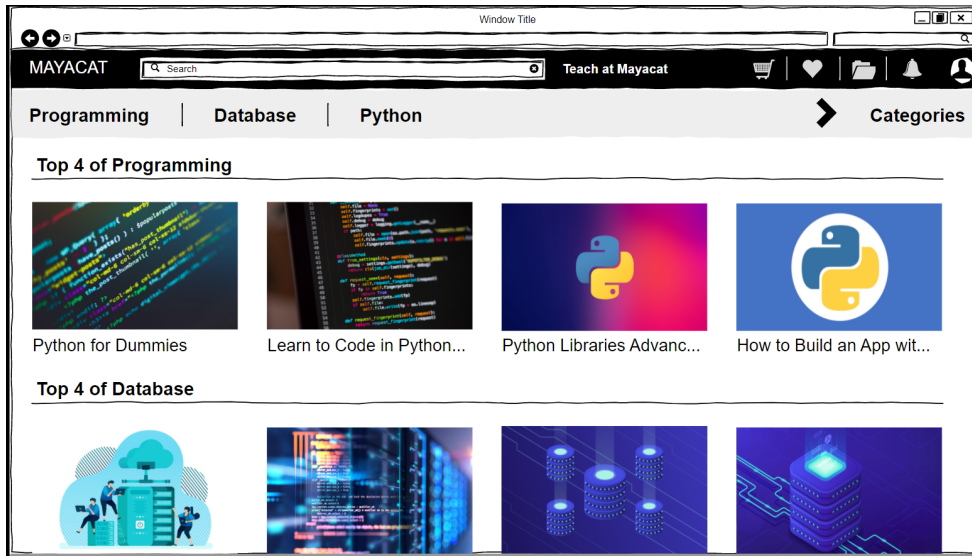 Window Title
MAYACAT
Search
Teach at Mayacat
Programming
Database
Python
Categories
Top 4 of Programming
Python for Dummies
Learn to Code in Python...
Python Libraries Advanc...
How to Build an App wit...
Top 4 of Database